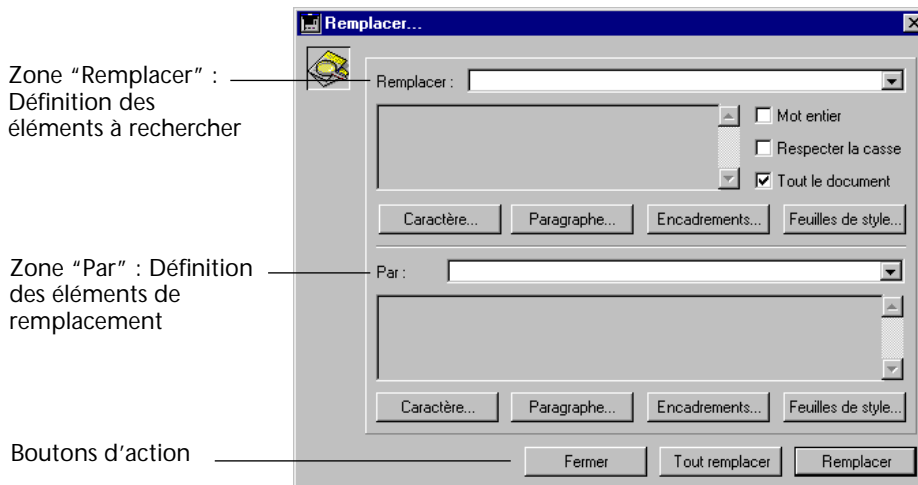 Remplacer...
Zone “Remplacer” :
Définition des
éléments à rechercher
Remplacer :
Mot entier
Respecter la casse
Tout le document
Caractère... Paragraphe... Encadrements... Feuilles de style...
Zone “Par” : Définition
des éléments de
remplacement
Par :
Caractère... Paragraphe... Encadrements... Feuilles de style...
Boutons d’action
Fermer Tout remplacer Remplacer